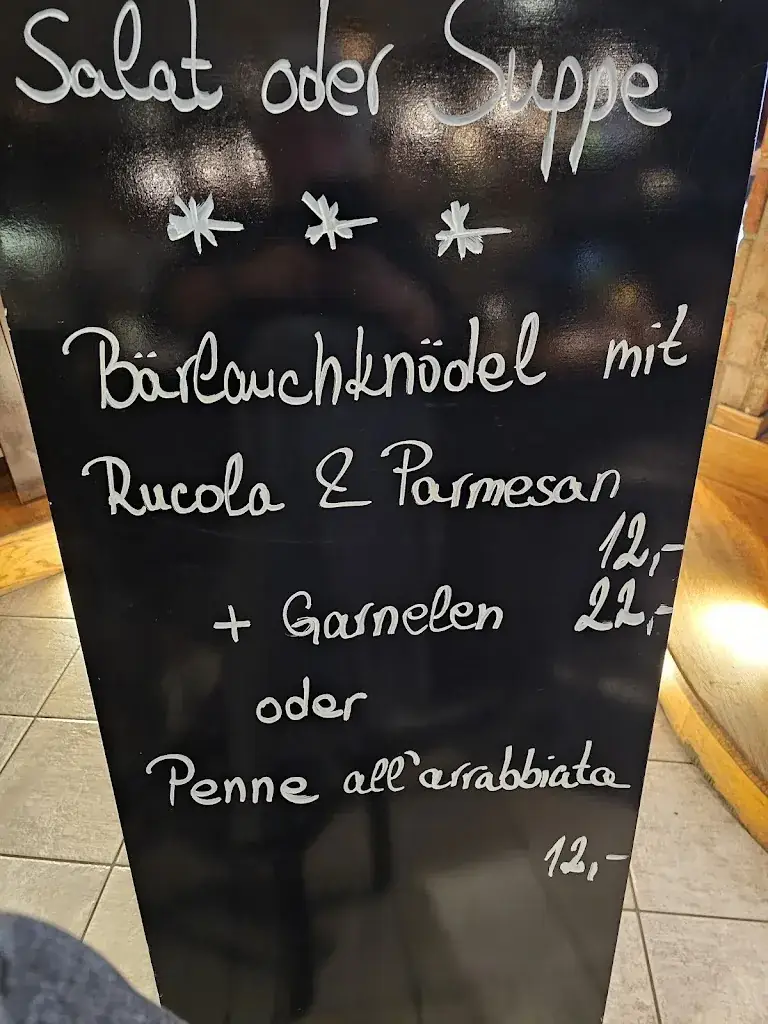 Salat oder Suppe
* * *
Bärlauchknödel mit
Rucola & Parmesan
12,-
+ Garnelen 22,-
oder
Penne all'arrabbiata
12,-